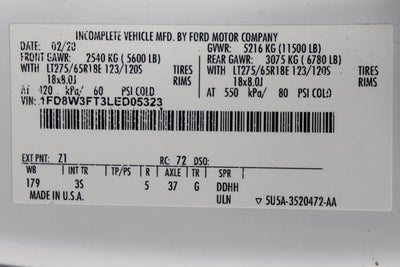 INCOMPLETE VEHICLE MFD. BY FORD MOTOR COMPANY
DATE: 02/20 GVWR: 5216 KG (11500 LB)
FRONT GAWR: 2540 KG (5600 LB) REAR GAWR: 3075 KG (6780 LB)
WITH LT275/65R18E 123/120S TIRES WITH LT275/65R18E 123/120S TIRES
18x8.0J RIMS 18x8.0J RIMS
AT 420 kPa/ 60 PSI COLD AT 550 kPa/ 80 PSI COLD
VIN: 1FD8W3FT3LED05323
EXT PNT: Z1 RC: 72 DSO:
WB INT TR TP/PS R AXLE TR SPR
179 3S 5 37 G DDHH
MADE IN U.S.A. ULN ▽ 5U5A-3520472-AA